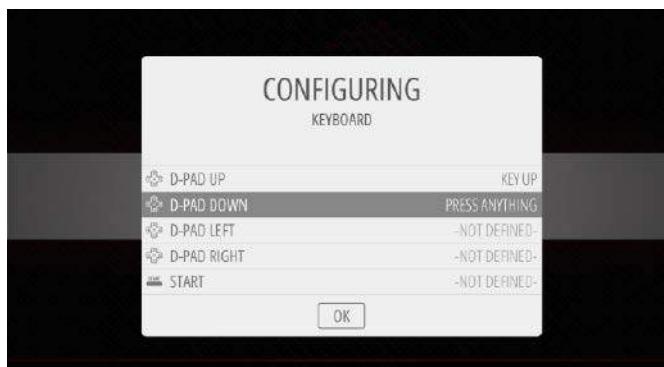 CONFIGURING
KEYBOARD
D-PAD UP KEY UP
D-PAD DOWN PRESS ANYTHING
D-PAD LEFT -NOT DEFINED-
D-PAD RIGHT -NOT DEFINED-
START -NOT DEFINED-
OK